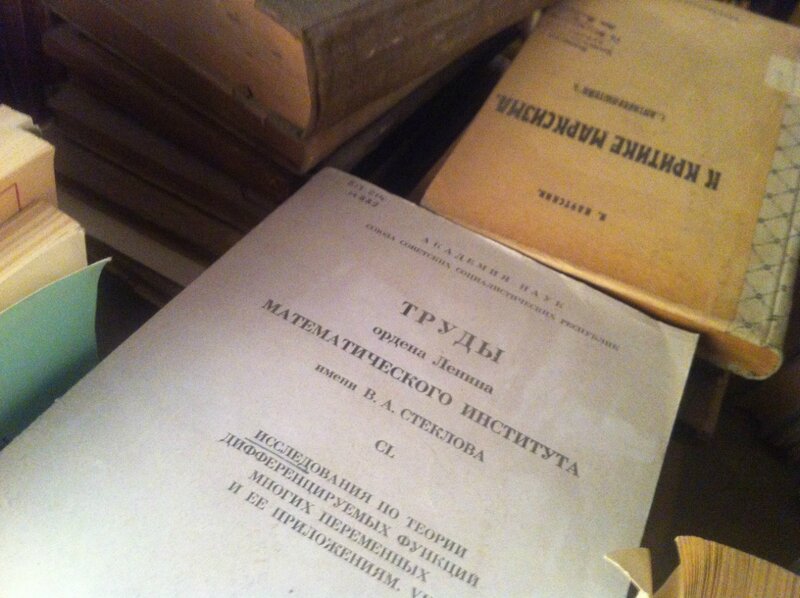 АКАДЕМИЯ НАУК
СОЮЗА СОВЕТСКИХ СОЦИАЛИСТИЧЕСКИХ РЕСПУБЛИК
ТРУДЫ
ордена Ленина
МАТЕМАТИЧЕСКОГО ИНСТИТУТА
имени В. А. СТЕКЛОВА
CL
ИССЛЕДОВАНИЯ ПО ТЕОРИИ
ДИФФЕРЕНЦИРУЕМЫХ ФУНКЦИЙ
МНОГИХ ПЕРЕМЕННЫХ
И ЕЕ ПРИЛОЖЕНИЯМ.
К. КАУТСКИЙ.
К КРИТИКЕ МАРКСИЗМА.